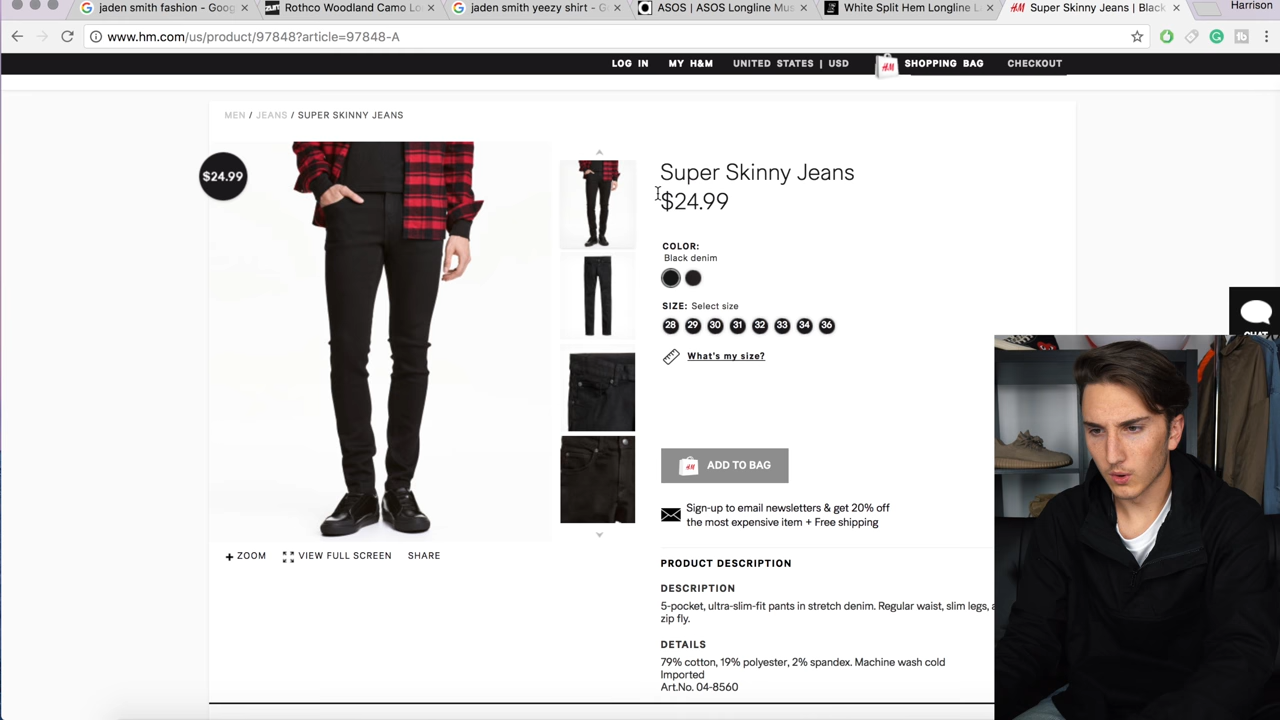 jaden smith fashion - Goog
Rothco Woodland Camo Lo
jaden smith yeezy shirt - G
ASOS | ASOS Longline Mus
White Split Hem Longline L
H&M Super Skinny Jeans | Black
Harrison
www.hm.com/us/product/97848?article=97848-A
LOG IN MY H&M UNITED STATES | USD HM SHOPPING BAG CHECKOUT
MEN / JEANS / SUPER SKINNY JEANS
$24.99
Super Skinny Jeans
$24.99
COLOR:
Black denim
SIZE: Select size
28 29 30 31 32 33 34 36
What's my size?
CHAT
HM ADD TO BAG
Sign-up to email newsletters & get 20% off
the most expensive item + Free shipping
+ ZOOM VIEW FULL SCREEN SHARE
PRODUCT DESCRIPTION
DESCRIPTION
5-pocket, ultra-slim-fit pants in stretch denim. Regular waist, slim legs,
zip fly.
DETAILS
79% cotton, 19% polyester, 2% spandex. Machine wash cold
Imported
Art.No. 04-8560